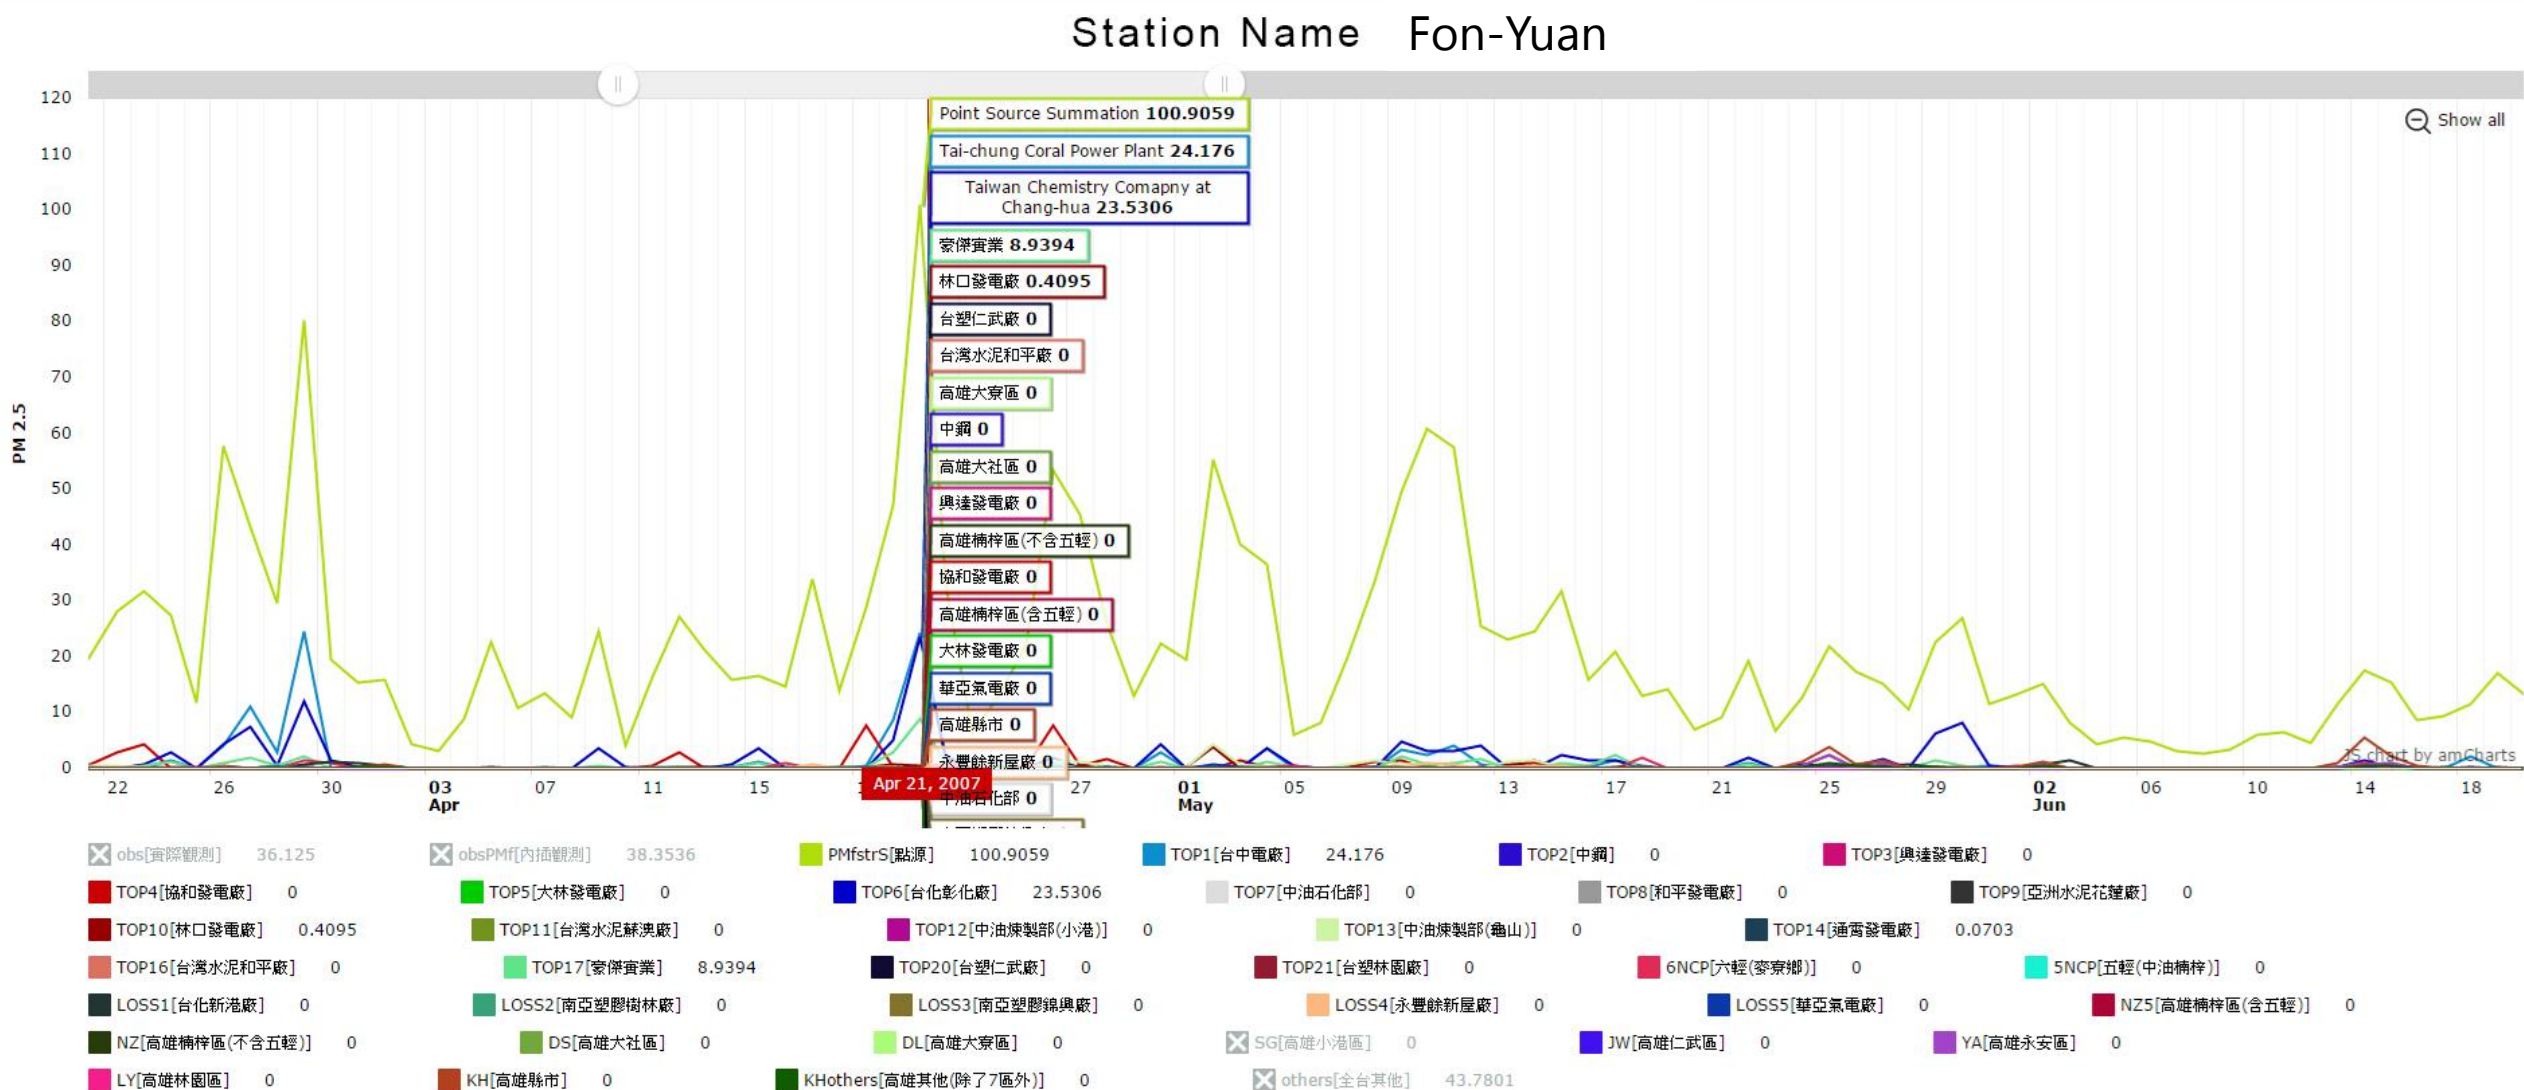 Station Name Fon-Yuan
120
110
100
90
80
70
60
50
40
30
20
10
0
PM 2.5
Show all
Point Source Summation 100.9059
Tai-chung Coral Power Plant 24.176
Taiwan Chemistry Comapny at
Chang-hua 23.5306
豪傑實業 8.9394
林口發電廠 0.4095
台塑仁武廠 0
台灣水泥和平廠 0
高雄大寮區 0
中鋼 0
高雄大社區 0
興達發電廠 0
高雄楠梓區(不含五輕) 0
協和發電廠 0
高雄楠梓區(含五輕) 0
大林發電廠 0
華亞氣電廠 0
高雄縣市 0
永豐餘新屋廠 0
中油石化部 0
JS chart by amCharts
Apr 21, 2007
22 26 30 03 07 11 15 27 01 05 09 13 17 21 25 29 02 06 10 14 18
Apr May Jun
obs[實際觀測] 36.125 obsPMf[內插觀測] 38.3536 PMfstrS[點源] 100.9059 TOP1[台中電廠] 24.176 TOP2[中鋼] 0 TOP3[興達發電廠] 0
TOP4[協和發電廠] 0 TOP5[大林發電廠] 0 TOP6[台化彰化廠] 23.5306 TOP7[中油石化部] 0 TOP8[和平發電廠] 0 TOP9[亞洲水泥花蓮廠] 0
TOP10[林口發電廠] 0.4095 TOP11[台灣水泥蘇澳廠] 0 TOP12[中油煉製部(小港)] 0 TOP13[中油煉製部(龜山)] 0 TOP14[通霄發電廠] 0.0703
TOP16[台灣水泥和平廠] 0 TOP17[豪傑實業] 8.9394 TOP20[台塑仁武廠] 0 TOP21[台塑林園廠] 0 6NCP[六輕(麥寮鄉)] 0 5NCP[五輕(中油楠梓)] 0
LOSS1[台化新港廠] 0 LOSS2[南亞塑膠樹林廠] 0 LOSS3[南亞塑膠錦興廠] 0 LOSS4[永豐餘新屋廠] 0 LOSS5[華亞氣電廠] 0 NZ5[高雄楠梓區(含五輕)] 0
NZ[高雄楠梓區(不含五輕)] 0 DS[高雄大社區] 0 DL[高雄大寮區] 0 SG[高雄小港區] 0 JW[高雄仁武區] 0 YA[高雄永安區] 0
LY[高雄林園區] 0 KH[高雄縣市] 0 KHothers[高雄其他(除了7區外)] 0 others[全台其他] 43.7801